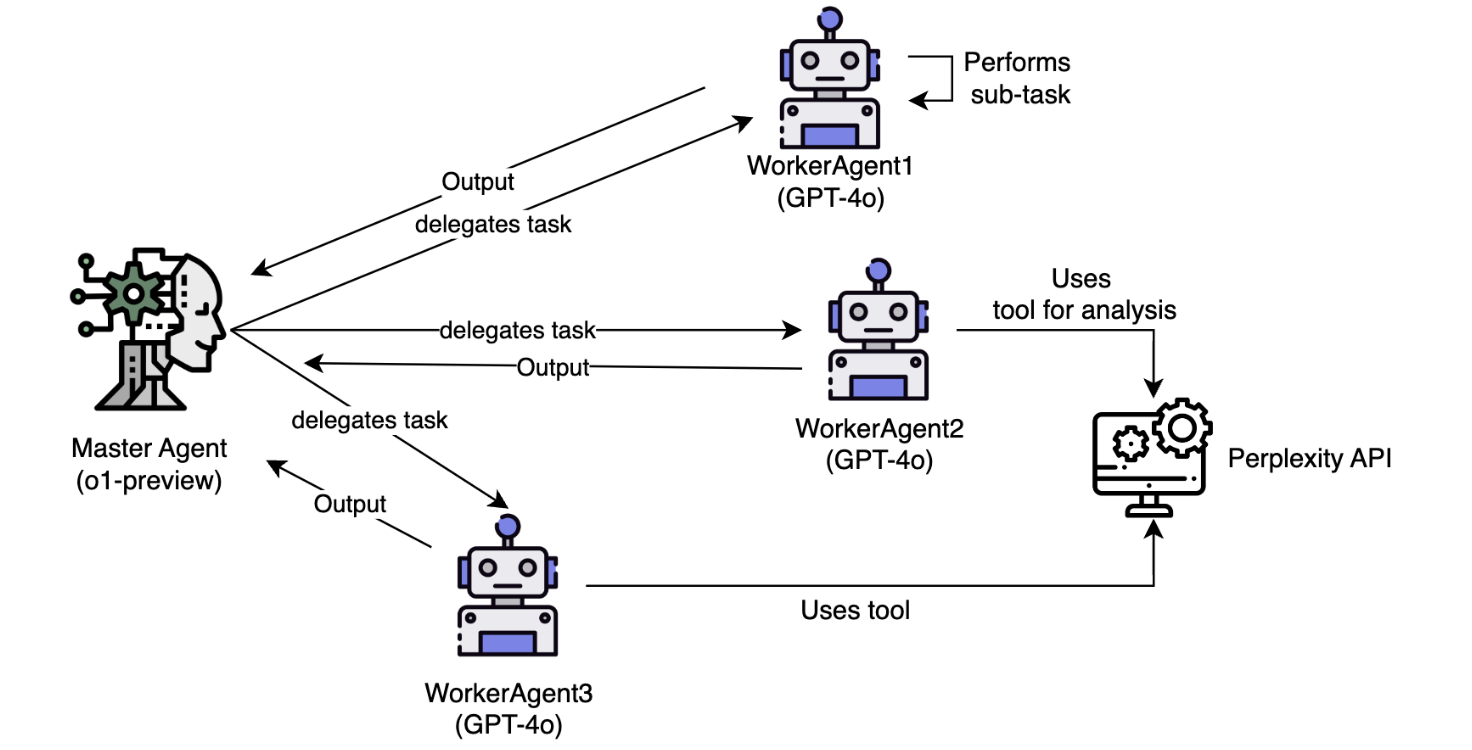 Performs
sub-task
Output
WorkerAgent1
(GPT-4o)
delegates task
Uses
tool for analysis
delegates task
Output
delegates task
WorkerAgent2
(GPT-4o)
Master Agent
(o1-preview)
Perplexity API
Output
Uses tool
WorkerAgent3
(GPT-4o)